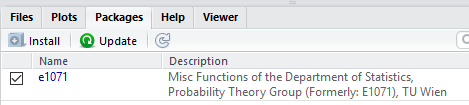 Files Plots Packages Help Viewer
Install Update
Name Description
e1071 Misc Functions of the Department of Statistics,
Probability Theory Group (Formerly: E1071), TU Wien